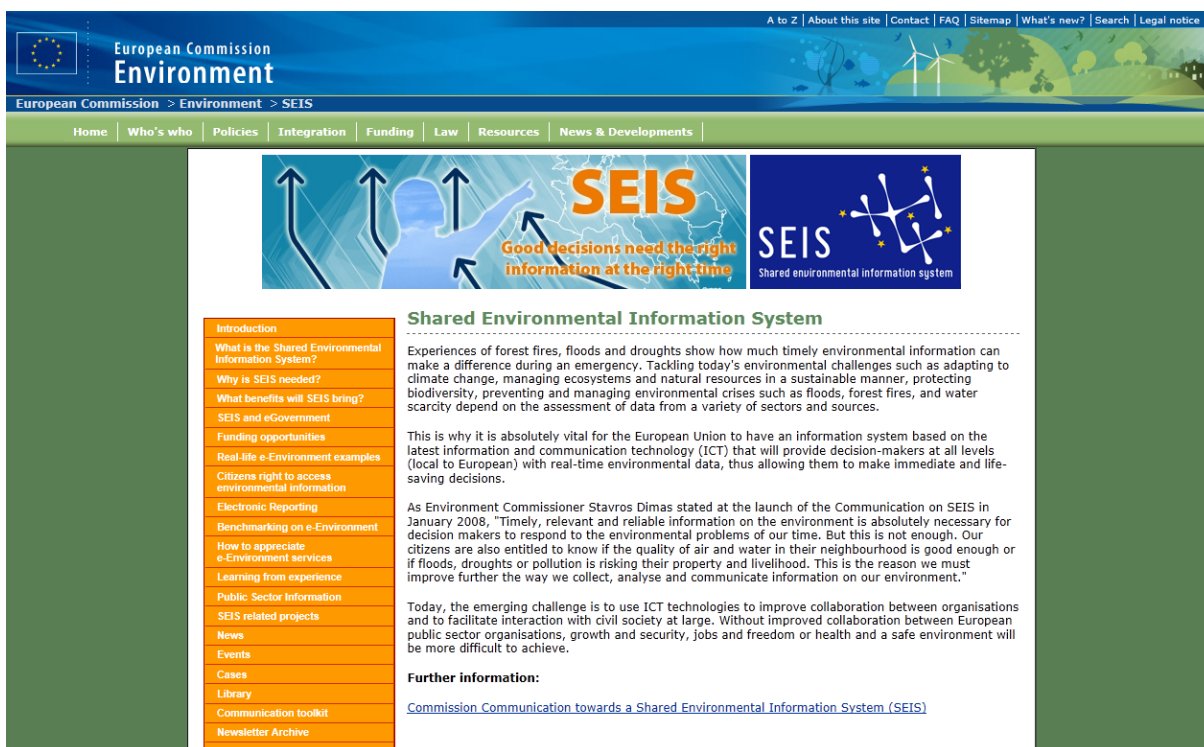 A to Z | About this site | Contact | FAQ | Sitemap | What's new? | Search | Legal notice
European Commission
Environment
European Commission > Environment > SEIS
Home | Who's who | Policies | Integration | Funding | Law | Resources | News & Developments
SEIS
Good decisions need the right
information at the right time
SEIS
Shared environmental information system
Introduction
What is the Shared Environmental
Information System?
Why is SEIS needed?
What benefits will SEIS bring?
SEIS and eGovernment
Funding opportunities
Real-life e-Environment examples
Citizens right to access
environmental information
Electronic Reporting
Benchmarking on e-Environment
How to appreciate
e-Environment services
Learning from experience
Public Sector Information
SEIS related projects
News
Events
Cases
Library
Communication toolkit
Newsletter Archive
Shared Environmental Information System
Experiences of forest fires, floods and droughts show how much timely environmental information can
make a difference during an emergency. Tackling today's environmental challenges such as adapting to
climate change, managing ecosystems and natural resources in a sustainable manner, protecting
biodiversity, preventing and managing environmental crises such as floods, forest fires, and water
scarcity depend on the assessment of data from a variety of sectors and sources.
This is why it is absolutely vital for the European Union to have an information system based on the
latest information and communication technology (ICT) that will provide decision-makers at all levels
(local to European) with real-time environmental data, thus allowing them to make immediate and life-
saving decisions.
As Environment Commissioner Stavros Dimas stated at the launch of the Communication on SEIS in
January 2008, "Timely, relevant and reliable information on the environment is absolutely necessary for
decision makers to respond to the environmental problems of our time. But this is not enough. Our
citizens are also entitled to know if the quality of air and water in their neighbourhood is good enough or
if floods, droughts or pollution is risking their property and livelihood. This is the reason we must
improve further the way we collect, analyse and communicate information on our environment."
Today, the emerging challenge is to use ICT technologies to improve collaboration between organisations
and to facilitate interaction with civil society at large. Without improved collaboration between European
public sector organisations, growth and security, jobs and freedom or health and a safe environment will
be more difficult to achieve.
Further information:
Commission Communication towards a Shared Environmental Information System (SEIS)